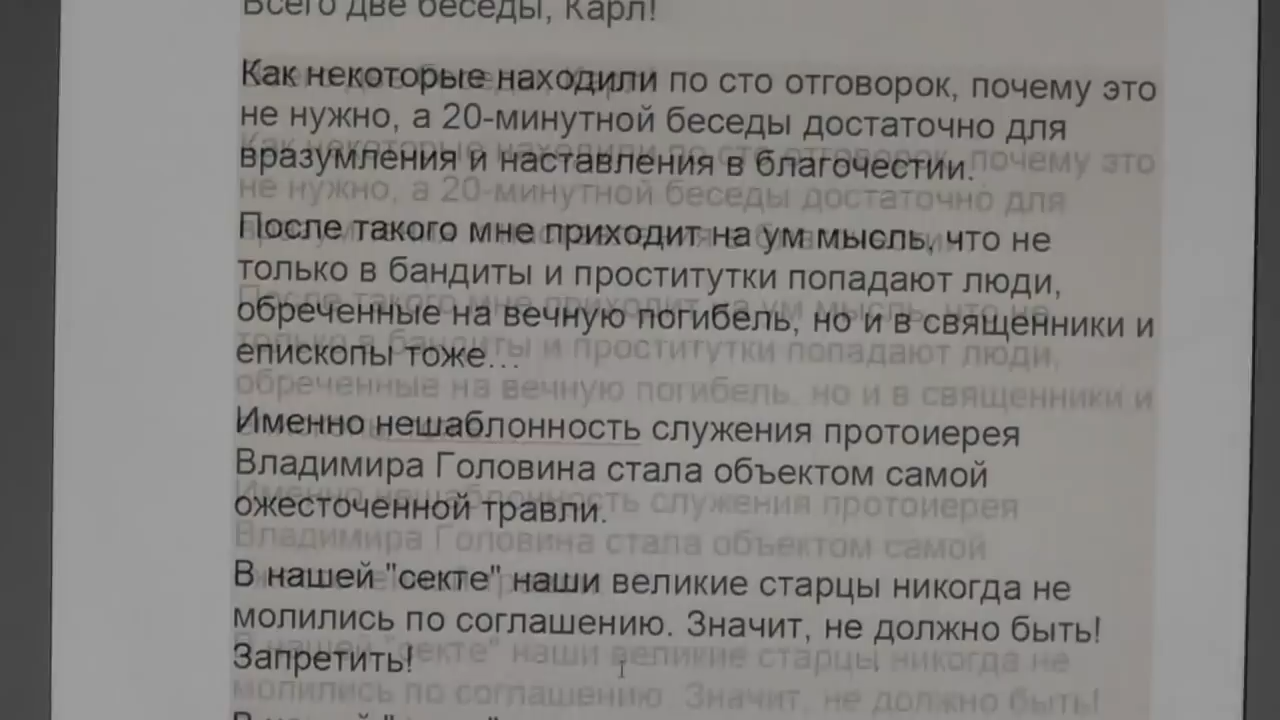 Всего две беседы, Карл!
Как некоторые находили по сто отговорок, почему это
не нужно, а 20-минутной беседы достаточно для
вразумления и наставления в благочестии.
После такого мне приходит на ум мысль, что не
только в бандиты и проститутки попадают люди,
обреченные на вечную погибель, но и в священники и
епископы тоже…
Именно нешаблонность служения протоиерея
Владимира Головина стала объектом самой
ожесточенной травли.
В нашей "секте" наши великие старцы никогда не
молились по соглашению. Значит, не должно быть!
Запретить!